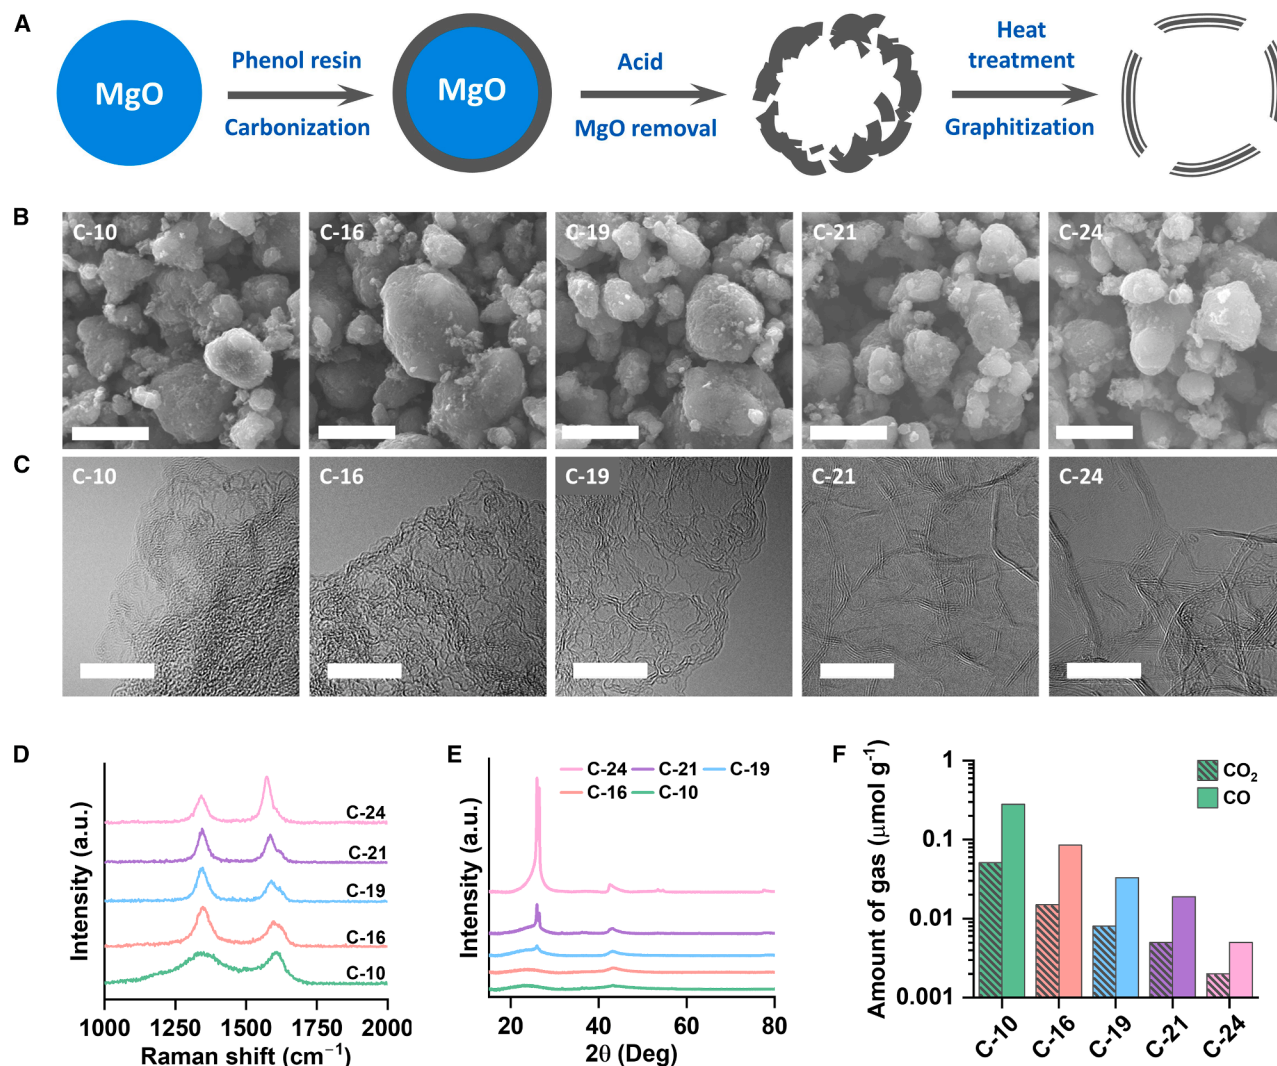 A
MgO
Phenol resin
Carbonization
MgO
Acid
MgO removal
Heat
treatment
Graphitization
B
C-10
C-16
C-19
C-21
C-24
C
C-10
C-16
C-19
C-21
C-24
D
Intensity (a.u.)
C-24
C-21
C-19
C-16
C-10
1000 1250 1500 1750 2000
Raman shift (cm⁻¹)
E
Intensity (a.u.)
C-24 C-21 C-19
C-16 C-10
20 40 60 80
2θ (Deg)
F
Amount of gas (μmol g⁻¹)
1
0.1
0.01
0.001
CO₂
CO
C-10 C-16 C-19 C-21 C-24